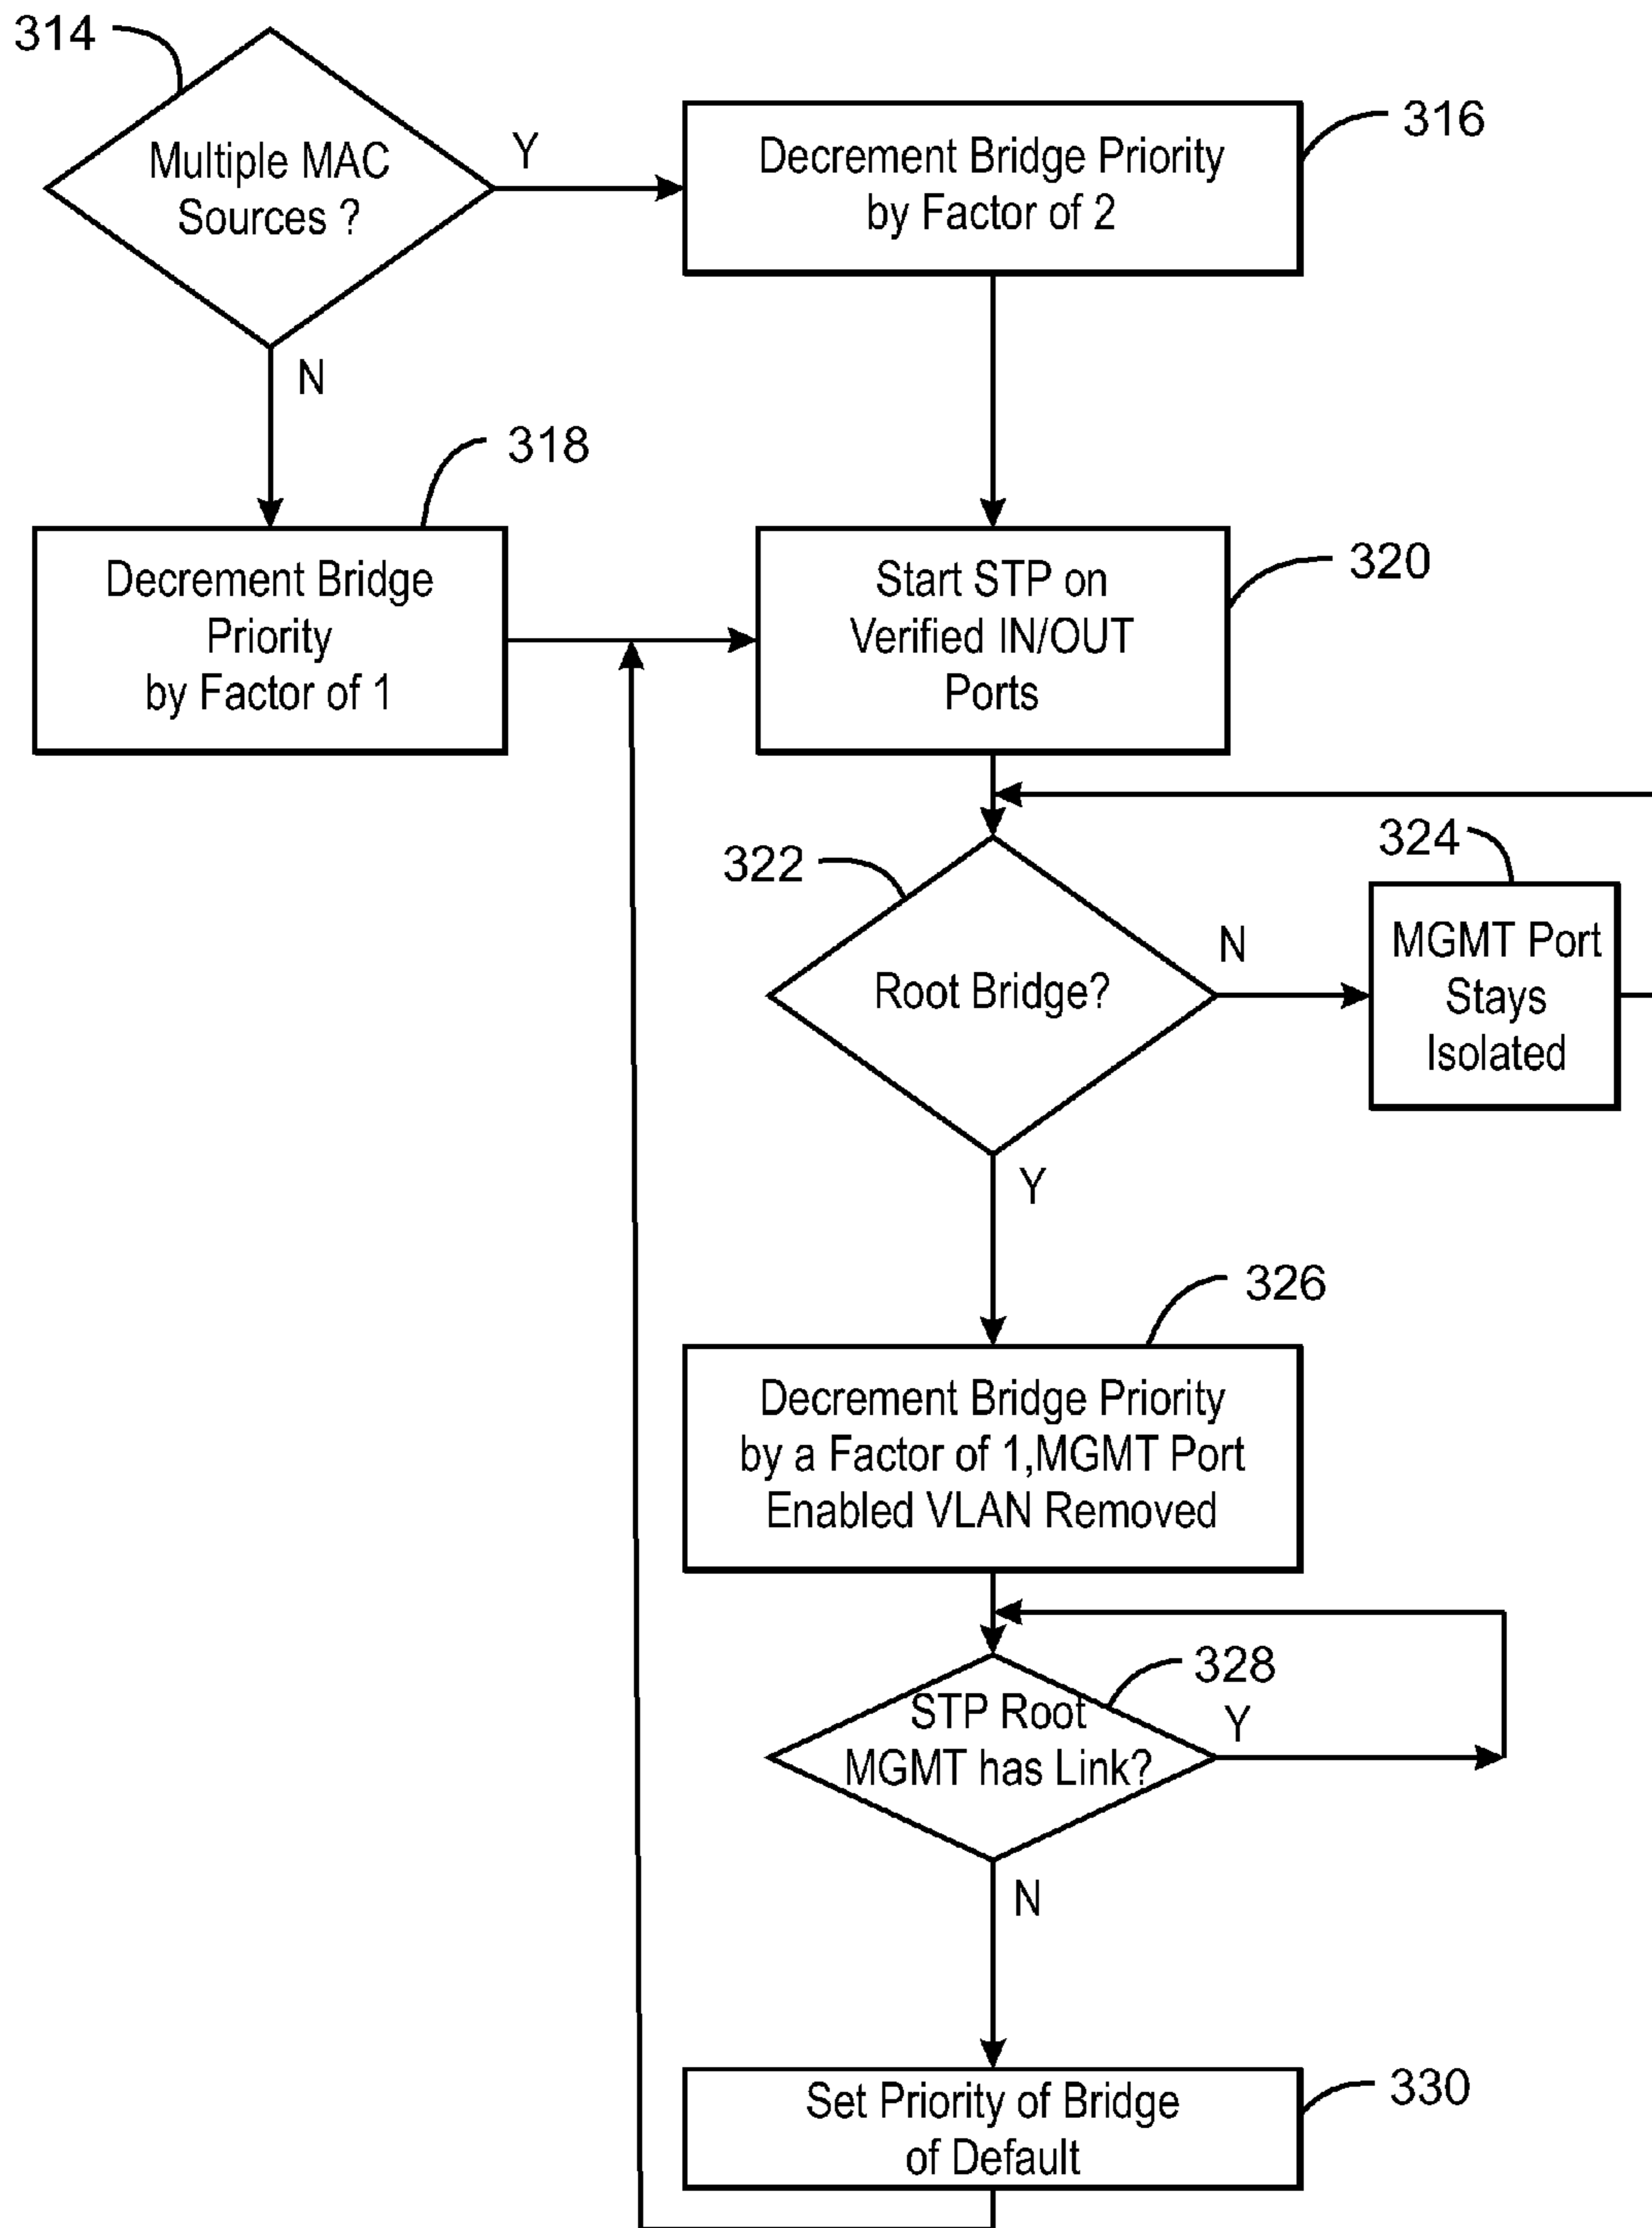 314
Multiple MAC
Sources ?
Y
Decrement Bridge Priority
by Factor of 2
316
N
318
Decrement Bridge
Priority
by Factor of 1
Start STP on
Verified IN/OUT
Ports
320
322
Root Bridge?
N
324
MGMT Port
Stays
Isolated
Y
326
Decrement Bridge Priority
by a Factor of 1,MGMT Port
Enabled VLAN Removed
328
STP Root
MGMT has Link?
Y
N
Set Priority of Bridge
of Default
330